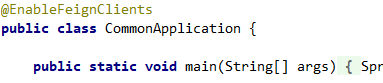 @EnableFeignClients
public class CommonApplication {
public static void main(String[] args) { Spr